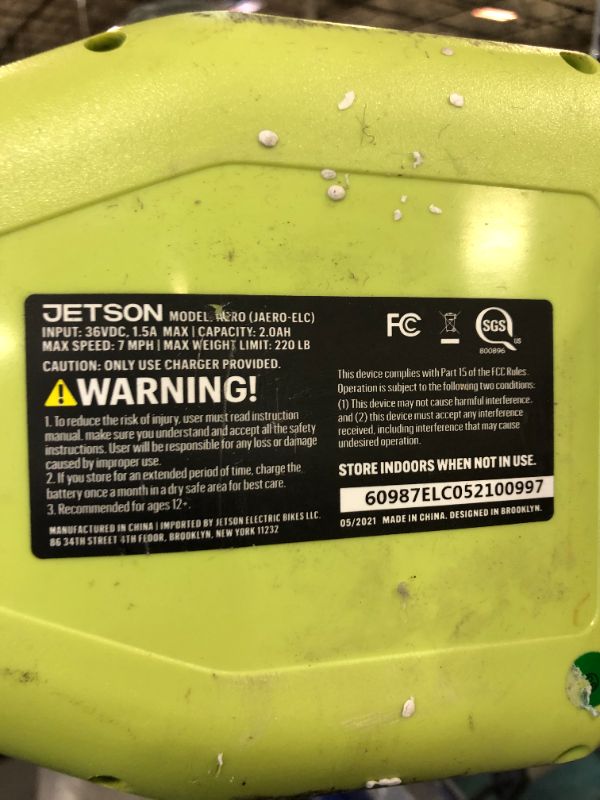 JETSON MODEL: AERO (JAERO-ELC)
INPUT: 36VDC, 1.5A MAX | CAPACITY: 2.0AH
MAX SPEED: 7 MPH | MAX WEIGHT LIMIT: 220 LB
CAUTION: ONLY USE CHARGER PROVIDED.
WARNING!
1. To reduce the risk of injury, user must read instruction
manual, make sure you understand and accept all the safety
instructions. User will be responsible for any loss or damage
caused by improper use.
2. If you store for an extended period of time, charge the
battery once a month in a dry safe area for best care.
3. Recommended for ages 12+.
MANUFACTURED IN CHINA | IMPORTED BY JETSON ELECTRIC BIKES LLC.
86 34TH STREET 4TH FLOOR, BROOKLYN, NEW YORK 11232
FC
SGS
US
800896
This device complies with Part 15 of the FCC Rules.
Operation is subject to the following two conditions:
(1) This device may not cause harmful interference.
and (2) this device must accept any interference
received, including interference that may cause
undesired operation.
STORE INDOORS WHEN NOT IN USE.
60987ELC052100997
05/2021 MADE IN CHINA. DESIGNED IN BROOKLYN.